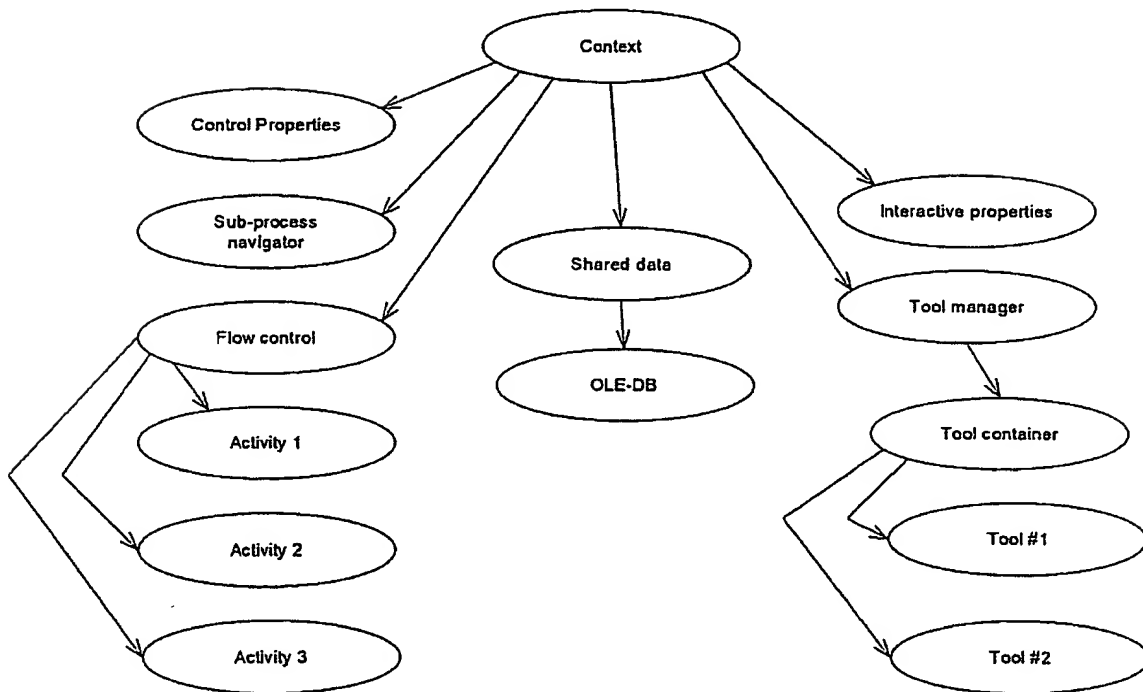 Context
Control Properties
Sub-process
navigator
Interactive properties
Shared data
Tool manager
Flow control
OLE-DB
Activity 1
Tool container
Activity 2
Tool #1
Activity 3
Tool #2